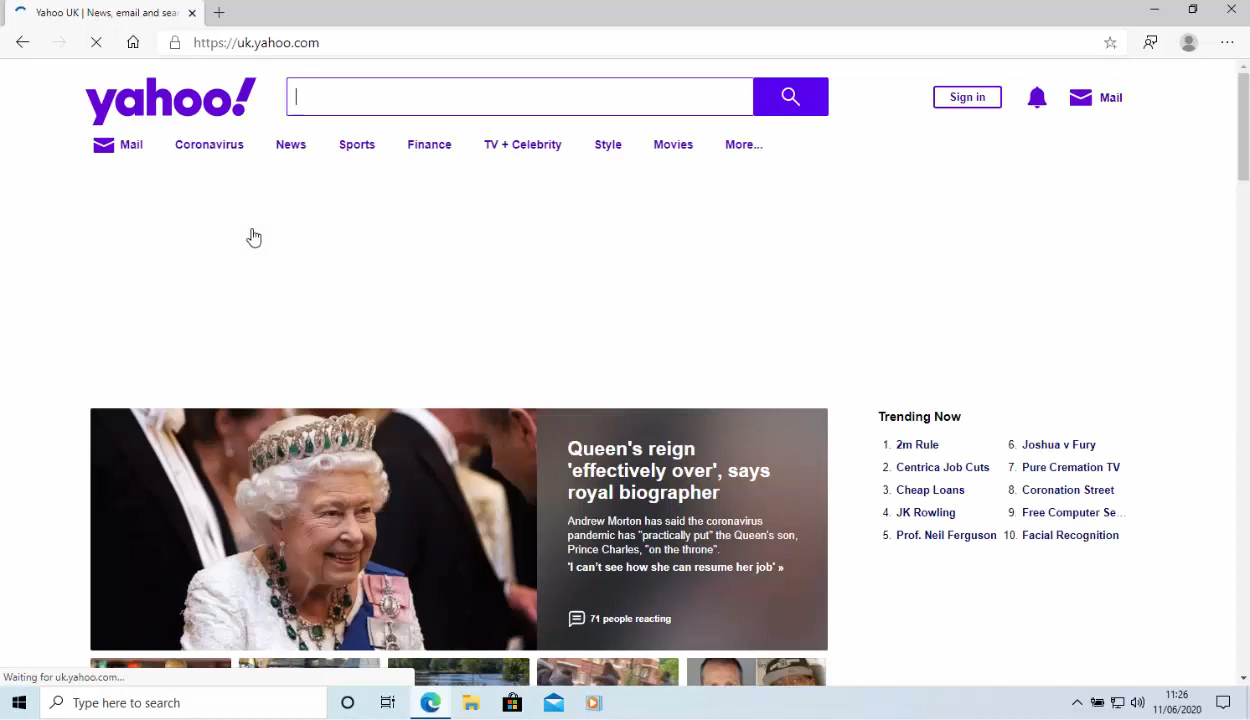 Yahoo UK | News, email and sear
https://uk.yahoo.com
yahoo!
Sign in
Mail
Mail
Coronavirus
News
Sports
Finance
TV + Celebrity
Style
Movies
More...
Queen's reign
'effectively over', says
royal biographer
Andrew Morton has said the coronavirus
pandemic has "practically put" the Queen's son,
Prince Charles, "on the throne".
'I can't see how she can resume her job' »
71 people reacting
Trending Now
1. 2m Rule
2. Centrica Job Cuts
3. Cheap Loans
4. JK Rowling
5. Prof. Neil Ferguson
6. Joshua v Fury
7. Pure Cremation TV
8. Coronation Street
9. Free Computer Se...
10. Facial Recognition
Waiting for uk.yahoo.com...
Type here to search
11:26
11/06/2020